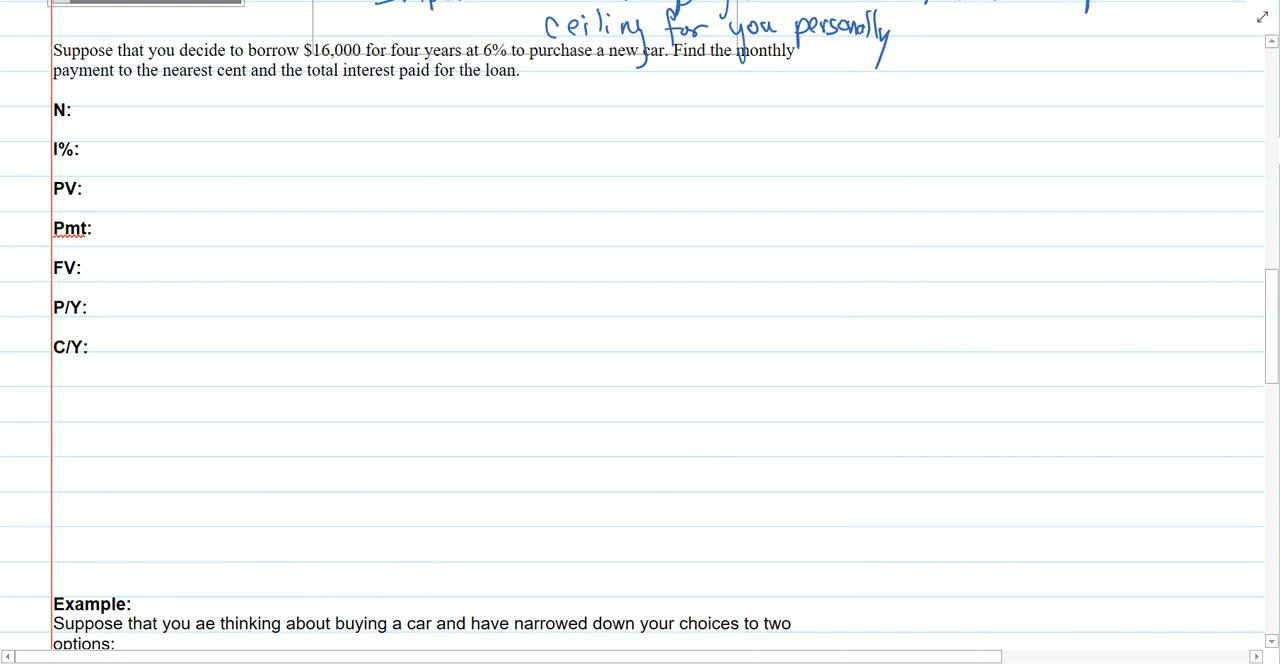 ceiling for you personally
Suppose that you decide to borrow $16,000 for four years at 6% to purchase a new car. Find the monthly
payment to the nearest cent and the total interest paid for the loan.
N:
I%:
PV:
Pmt:
FV:
P/Y:
C/Y:
Example:
Suppose that you ae thinking about buying a car and have narrowed down your choices to two
options: